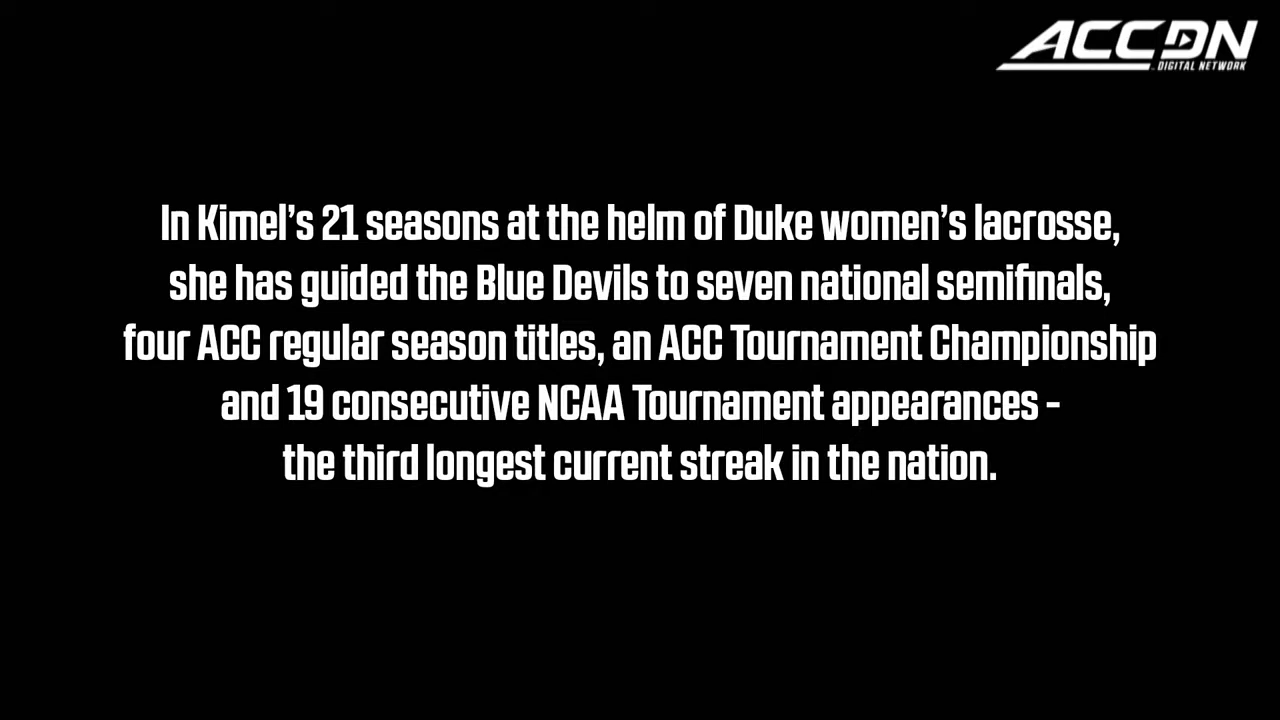 ACCDN
DIGITAL NETWORK
In Kimel’s 21 seasons at the helm of Duke women’s lacrosse,
she has guided the Blue Devils to seven national semifinals,
four ACC regular season titles, an ACC Tournament Championship
and 19 consecutive NCAA Tournament appearances -
the third longest current streak in the nation.